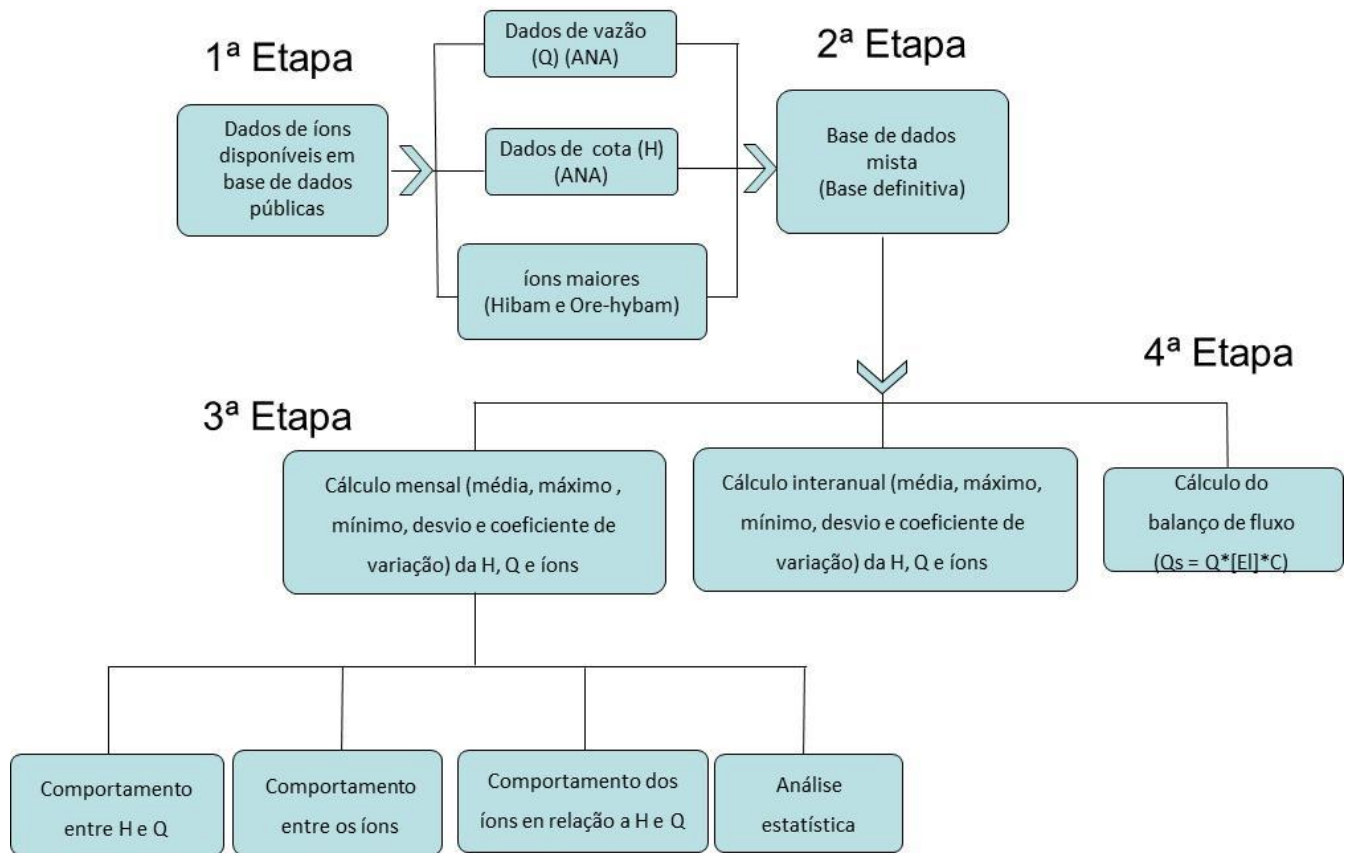 1ª Etapa
Dados de íons
disponíveis em
base de dados
públicas
Dados de vazão
(Q) (ANA)
Dados de cota (H)
(ANA)
íons maiores
(Hibam e Ore-hybam)
2ª Etapa
Base de dados
mista
(Base definitiva)
3ª Etapa
4ª Etapa
Cálculo mensal (média, máximo ,
mínimo, desvio e coeficiente de
variação) da H, Q e íons
Cálculo interanual (média, máximo,
mínimo, desvio e coeficiente de
variação) da H, Q e íons
Cálculo do
balanço de fluxo
(Qs = Q*[El]*C)
Comportamento
entre H e Q
Comportamento
entre os íons
Comportamento dos
íons en relação a H e Q
Análise
estatística